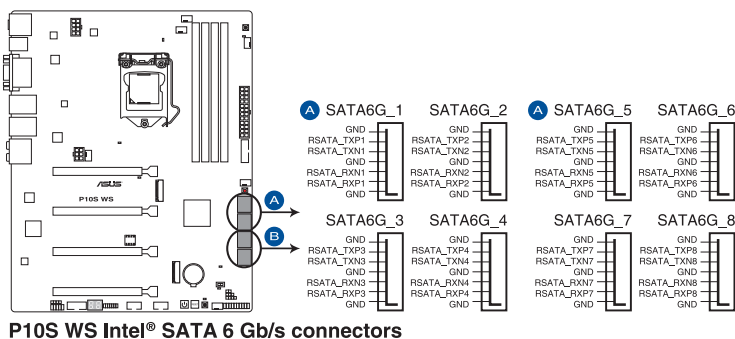 A SATA6G_1
GND
RSATA_TXP1
RSATA_TXN1
GND
RSATA_RXN1
RSATA_RXP1
GND
SATA6G_2
GND
RSATA_TXP2
RSATA_TXN2
GND
RSATA_RXN2
RSATA_RXP2
GND
A SATA6G_5
GND
RSATA_TXP5
RSATA_TXN5
GND
RSATA_RXN5
RSATA_RXP5
GND
SATA6G_6
GND
RSATA_TXP6
RSATA_TXN6
GND
RSATA_RXN6
RSATA_RXP6
GND
ASUS
P10S WS
A
B
SATA6G_3
GND
RSATA_TXP3
RSATA_TXN3
GND
RSATA_RXN3
RSATA_RXP3
GND
SATA6G_4
GND
RSATA_TXP4
RSATA_TXN4
GND
RSATA_RXN4
RSATA_RXP4
GND
SATA6G_7
GND
RSATA_TXP7
RSATA_TXN7
GND
RSATA_RXN7
RSATA_RXP7
GND
SATA6G_8
GND
RSATA_TXP8
RSATA_TXN8
GND
RSATA_RXN8
RSATA_RXP8
GND
P10S WS Intel® SATA 6 Gb/s connectors